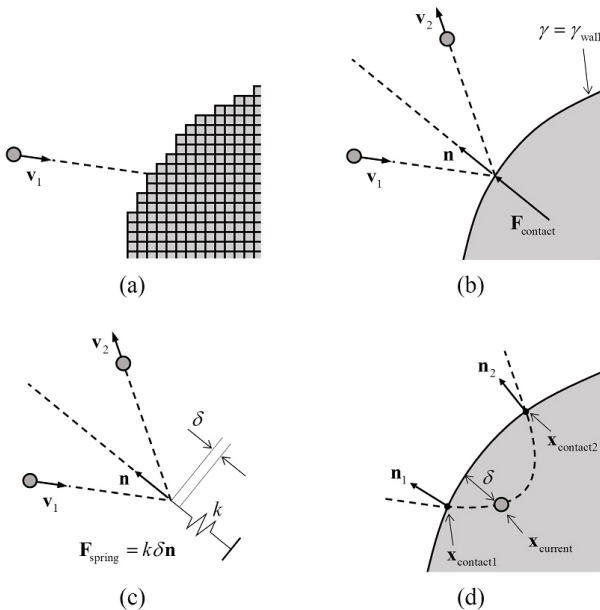 v₁
(a)
v₂
γ = γwall
n
v₁
Fcontact
(b)
v₂
δ
n
v₁
k
Fspring = kδn
(c)
n₂
xcontact2
n₁
δ
xcontact1
xcurrent
(d)